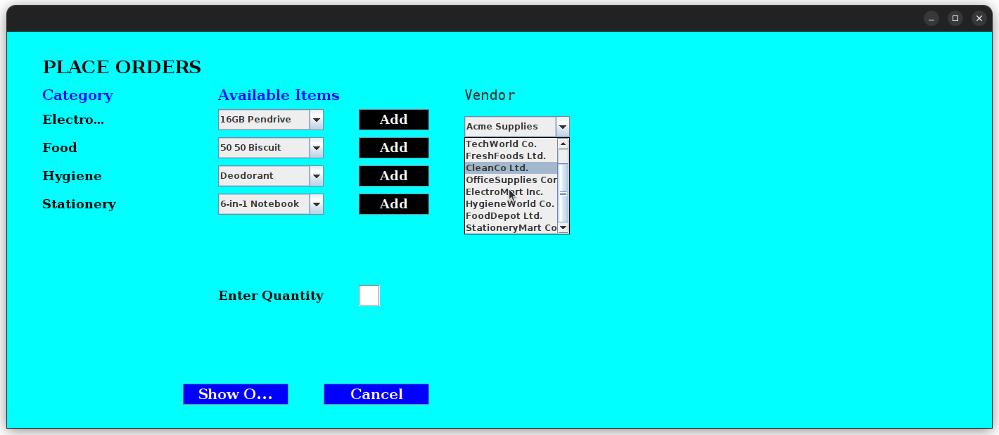 PLACE ORDERS
Category Available Items Vendor
Electro... 16GB Pendrive Add Acme Supplies
Food 50 50 Biscuit Add
Hygiene Deodorant Add
Stationery 6-in-1 Notebook Add
TechWorld Co.
FreshFoods Ltd.
CleanCo Ltd.
OfficeSupplies Cor
ElectroMart Inc.
HygieneWorld Co.
FoodDepot Ltd.
StationeryMart Co
Enter Quantity
Show O... Cancel